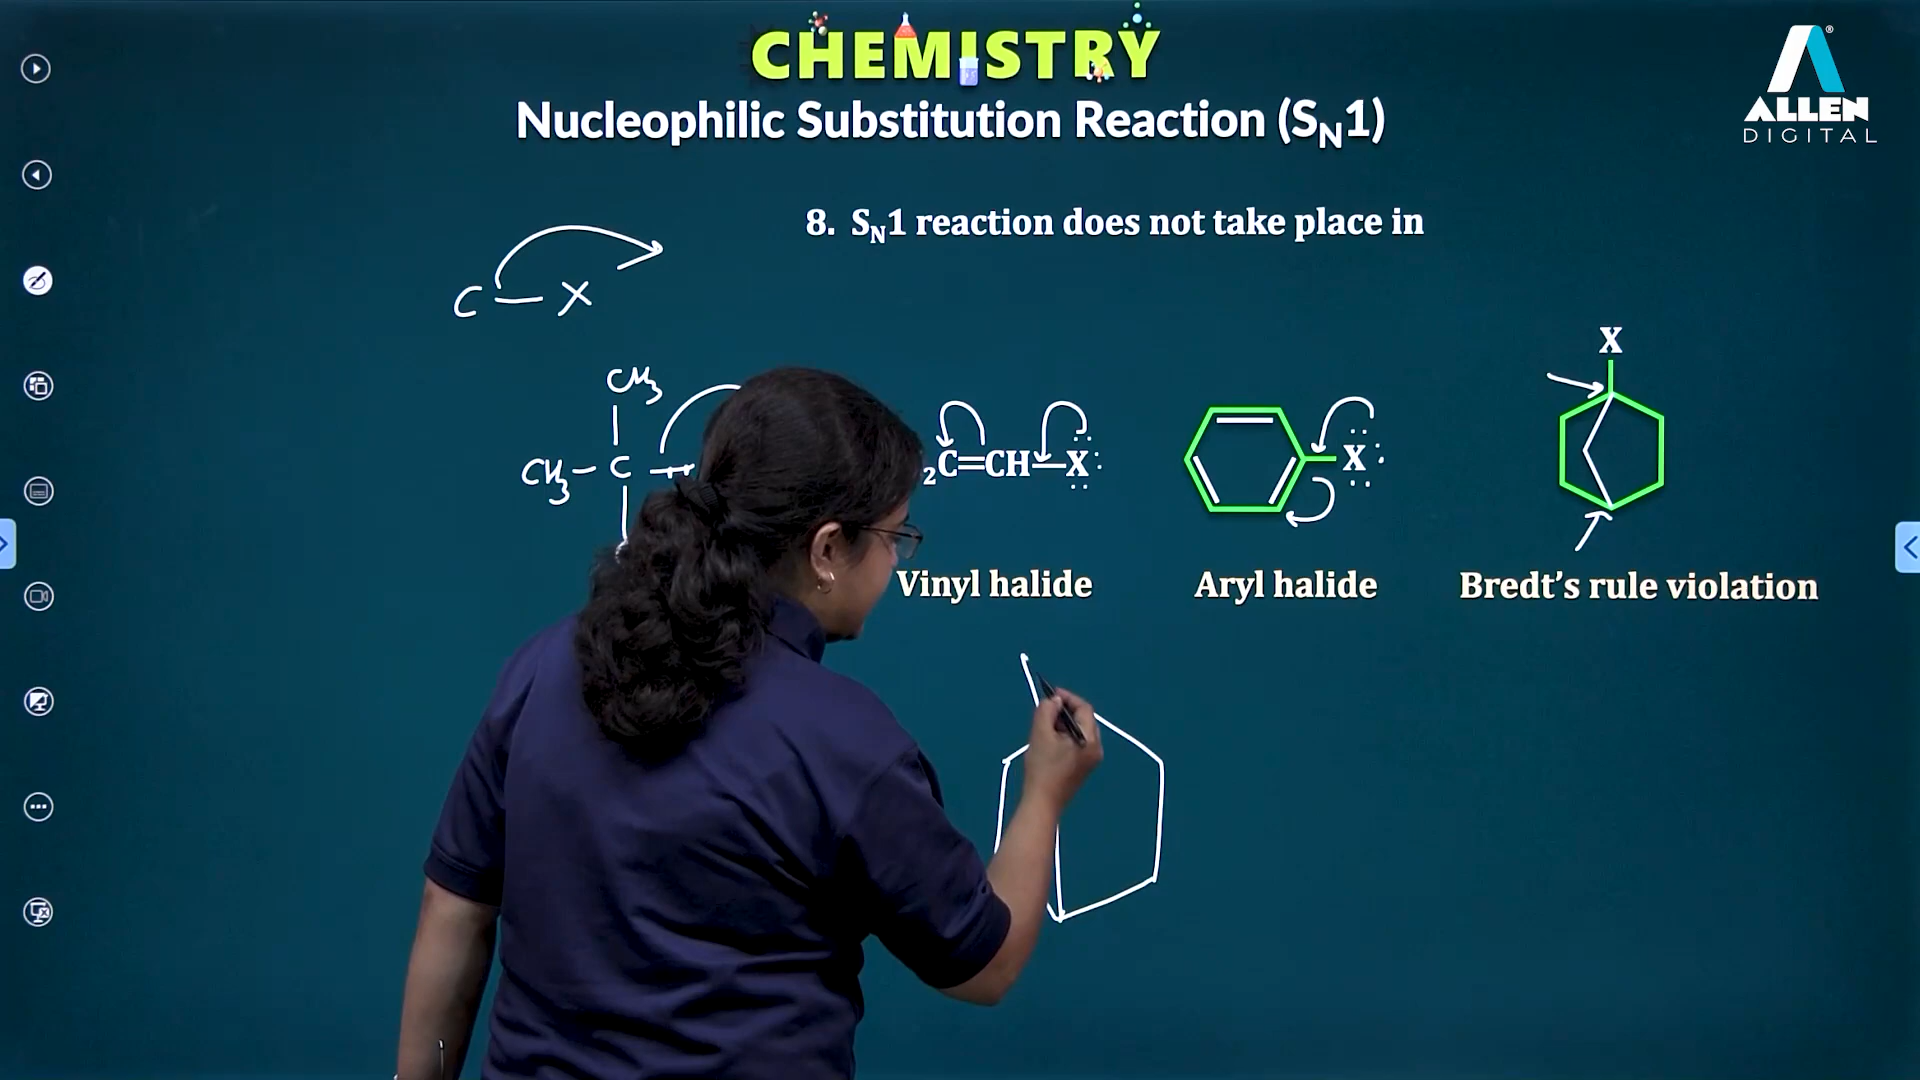 CHEMISTRY
Nucleophilic Substitution Reaction (SN1)
ALLEN
DIGITAL
8. SN1 reaction does not take place in
C — X
X
CH3
CH3 – C
2C=CH—X
X
Vinyl halide
Aryl halide
Bredt's rule violation